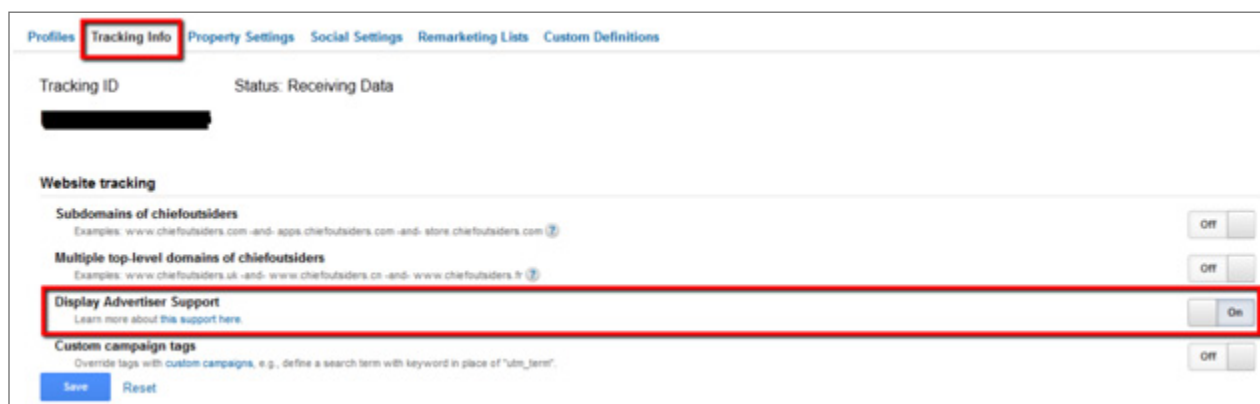 Profiles Tracking Info Property Settings Social Settings Remarketing Lists Custom Definitions
Tracking ID Status: Receiving Data
Website tracking
Subdomains of chiefoutsiders
Examples: www.chiefoutsiders.com -and- apps.chiefoutsiders.com -and- store.chiefoutsiders.com ?
Off
Multiple top-level domains of chiefoutsiders
Examples: www.chiefoutsiders.uk -and- www.chiefoutsiders.cn -and- www.chiefoutsiders.fr ?
Off
Display Advertiser Support
Learn more about this support here.
On
Custom campaign tags
Override tags with custom campaigns, e.g., define a search term with keyword in place of "utm_term".
Off
Save Reset